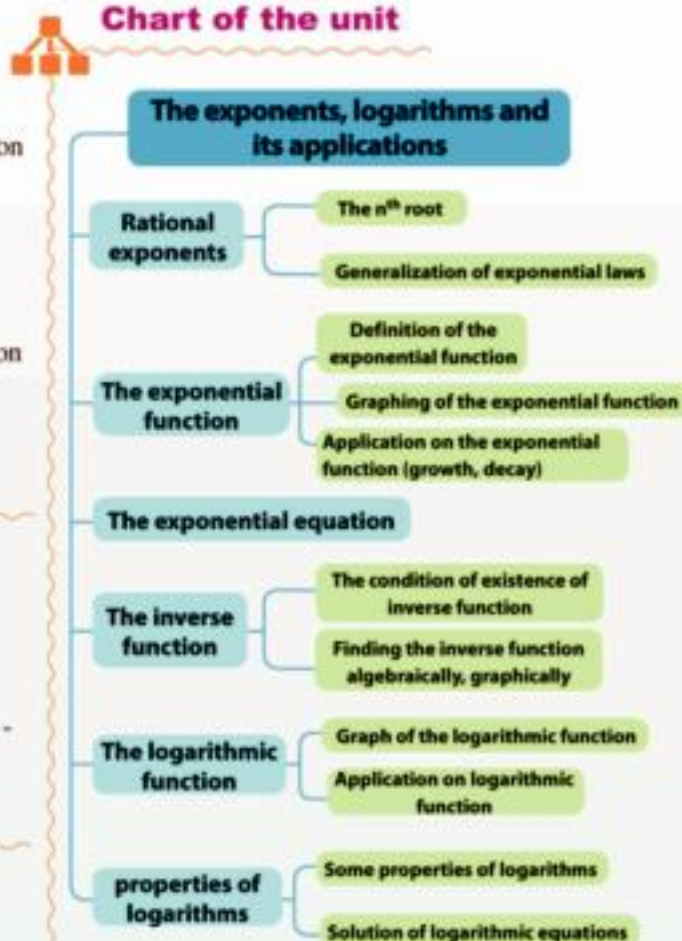 Chart of the unit
The exponents, logarithms and
its applications
on
Rational
exponents
The nth root
Generalization of exponential laws
on
The exponential
function
Definition of the
exponential function
Graphing of the exponential function
Application on the exponential
function (growth, decay)
The exponential equation
The inverse
function
The condition of existence of
inverse function
Finding the inverse function
algebraically, graphically
-
The logarithmic
function
Graph of the logarithmic function
Application on logarithmic
function
properties of
logarithms
Some properties of logarithms
Solution of logarithmic equations